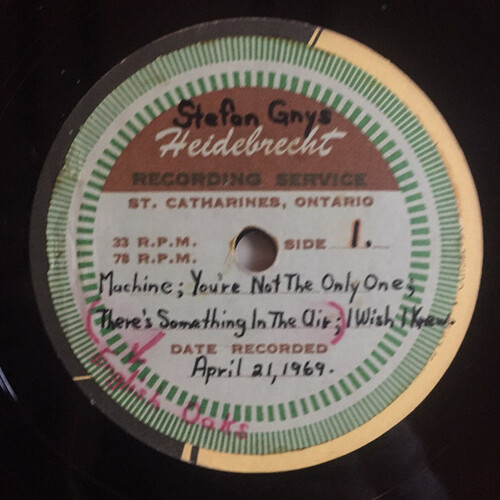 Stefan Gnys
Heidebrecht
RECORDING SERVICE
ST. CATHARINES, ONTARIO
33 R.P.M.
78 R.P.M.
SIDE 1.
Machine; You're Not The Only One;
(There's Something In The Air); I Wish I Knew.
DATE RECORDED
April 21, 1969.
English Oaks